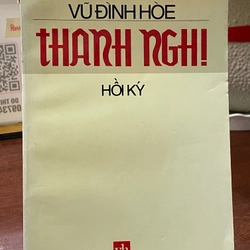 VŨ ĐÌNH HÒE
THANH NGHỊ
HỒI KÝ